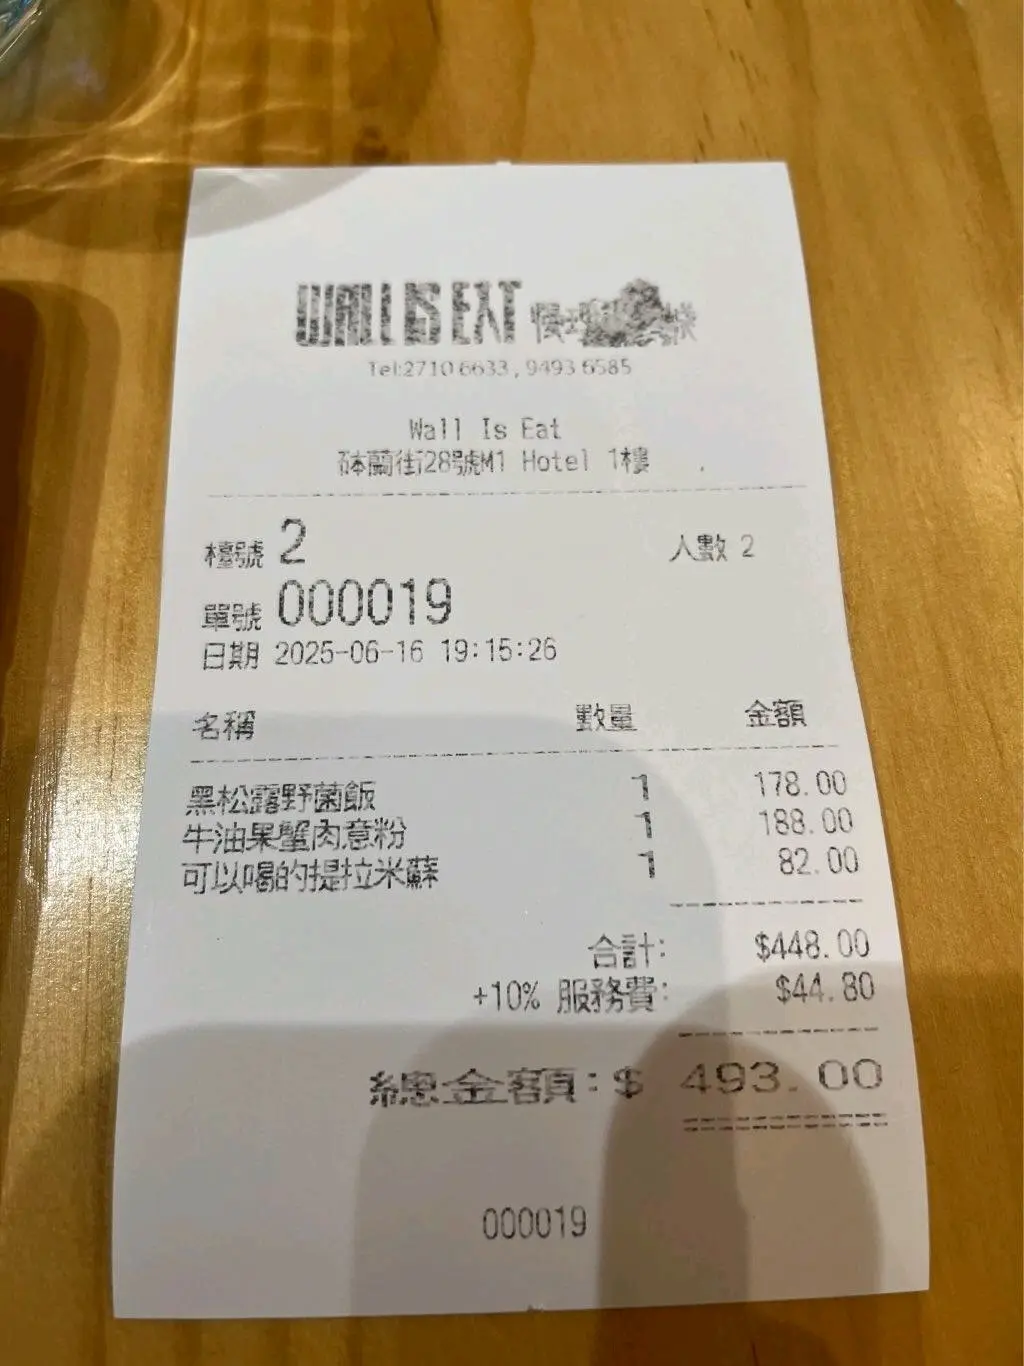 WALL IS EAT
Tel:2710 6633 , 9493 6585
Wall Is Eat
砵蘭街28號M1 Hotel 1樓 .
檯號 2 人數 2
單號 000019
日期 2025-06-16 19:15:26
名稱 數量 金額
黑松露野菌飯 1 178.00
牛油果蟹肉意粉 1 188.00
可以喝的提拉米蘇 1 82.00
合計: $448.00
+10% 服務費: $44.80
總金額:$ 493.00
000019